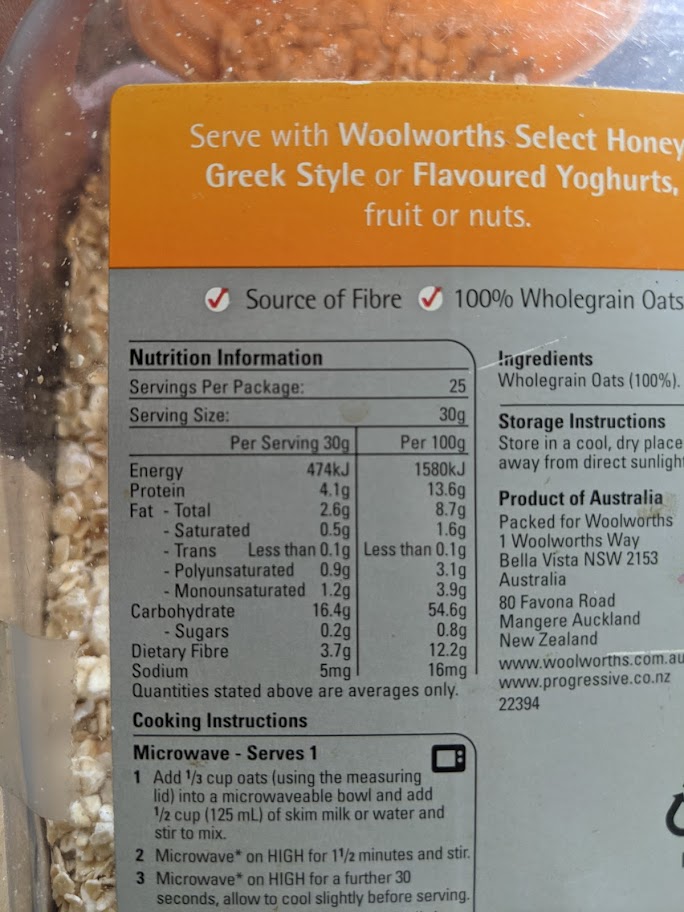 Serve with Woolworths Select Honey
Greek Style or Flavoured Yoghurts,
fruit or nuts.
Source of Fibre 100% Wholegrain Oats
Nutrition Information
Servings Per Package: 25
Serving Size: 30g
Per Serving 30g Per 100g
Energy 474kJ 1580kJ
Protein 4.1g 13.6g
Fat - Total 2.6g 8.7g
- Saturated 0.5g 1.6g
- Trans Less than 0.1g Less than 0.1g
- Polyunsaturated 0.9g 3.1g
- Monounsaturated 1.2g 3.9g
Carbohydrate 16.4g 54.6g
- Sugars 0.2g 0.8g
Dietary Fibre 3.7g 12.2g
Sodium 5mg 16mg
Quantities stated above are averages only.
Cooking Instructions
Microwave - Serves 1
1 Add 1/3 cup oats (using the measuring
lid) into a microwaveable bowl and add
1/2 cup (125 mL) of skim milk or water and
stir to mix.
2 Microwave* on HIGH for 1 1/2 minutes and stir.
3 Microwave* on HIGH for a further 30
seconds, allow to cool slightly before serving.
Ingredients
Wholegrain Oats (100%).
Storage Instructions
Store in a cool, dry place
away from direct sunlight
Product of Australia
Packed for Woolworths
1 Woolworths Way
Bella Vista NSW 2153
Australia
80 Favona Road
Mangere Auckland
New Zealand
www.woolworths.com.au
www.progressive.co.nz
22394